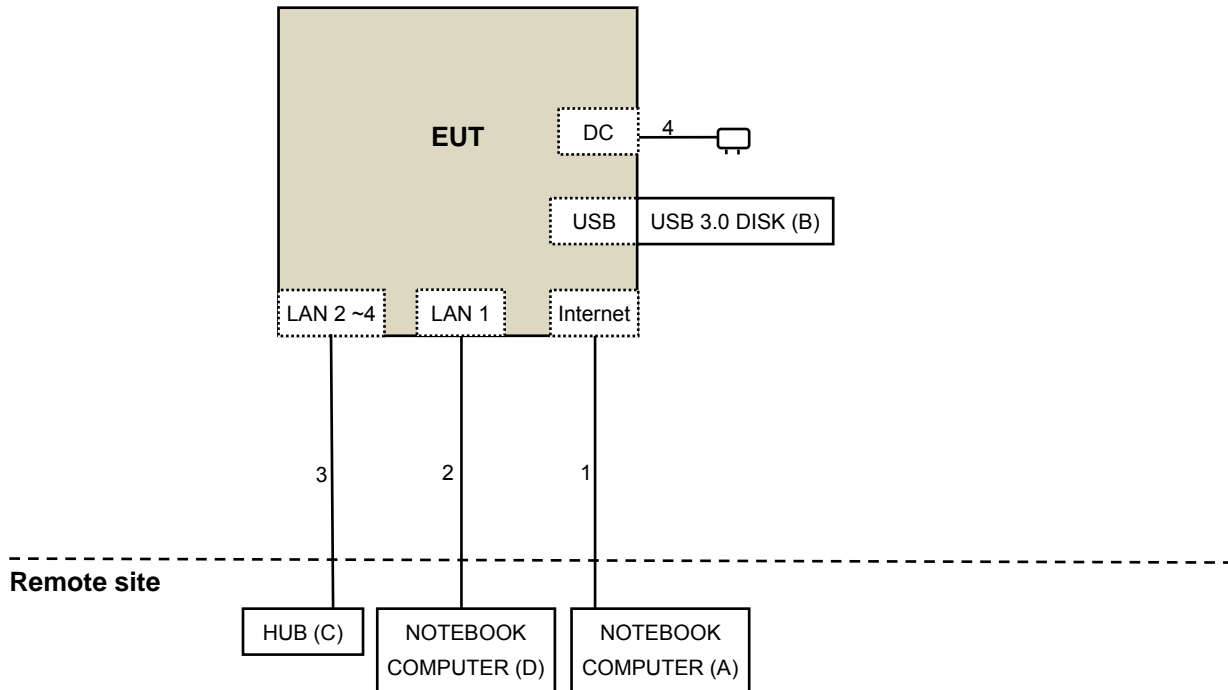 EUT
DC
4
USB
USB 3.0 DISK (B)
LAN 2 ~4
LAN 1
Internet
3
2
1
Remote site
HUB (C)
NOTEBOOK
COMPUTER (D)
NOTEBOOK
COMPUTER (A)